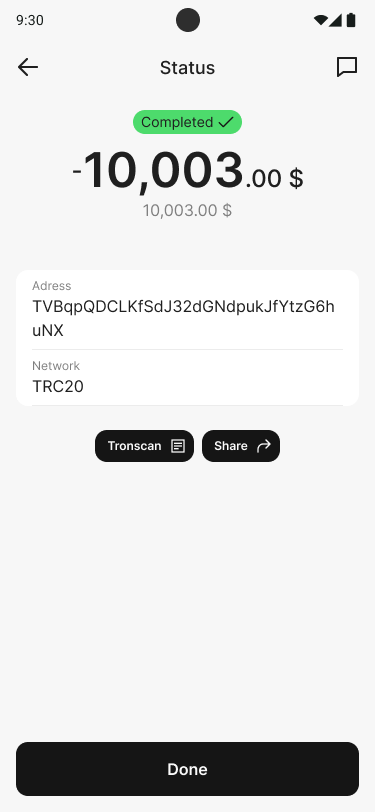 9:30
Status
Completed
-10,003.00 $
10,003.00 $
Adress
TVBqpQDCLKfSdJ32dGNdpukJfYtzG6h
uNX
Network
TRC20
Tronscan
Share
Done